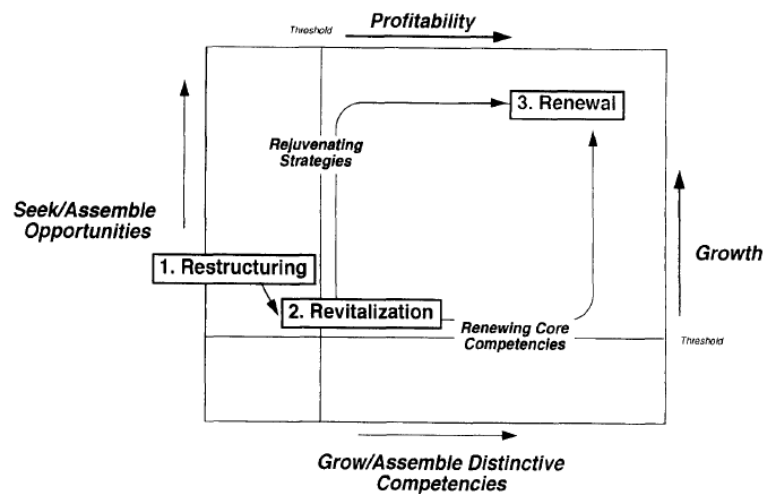 Profitability
Threshold
3. Renewal
Rejuvenating
Strategies
Seek/Assemble
Opportunities
1. Restructuring
Growth
2. Revitalization
Renewing Core
Competencies
Threshold
Grow/Assemble Distinctive
Competencies